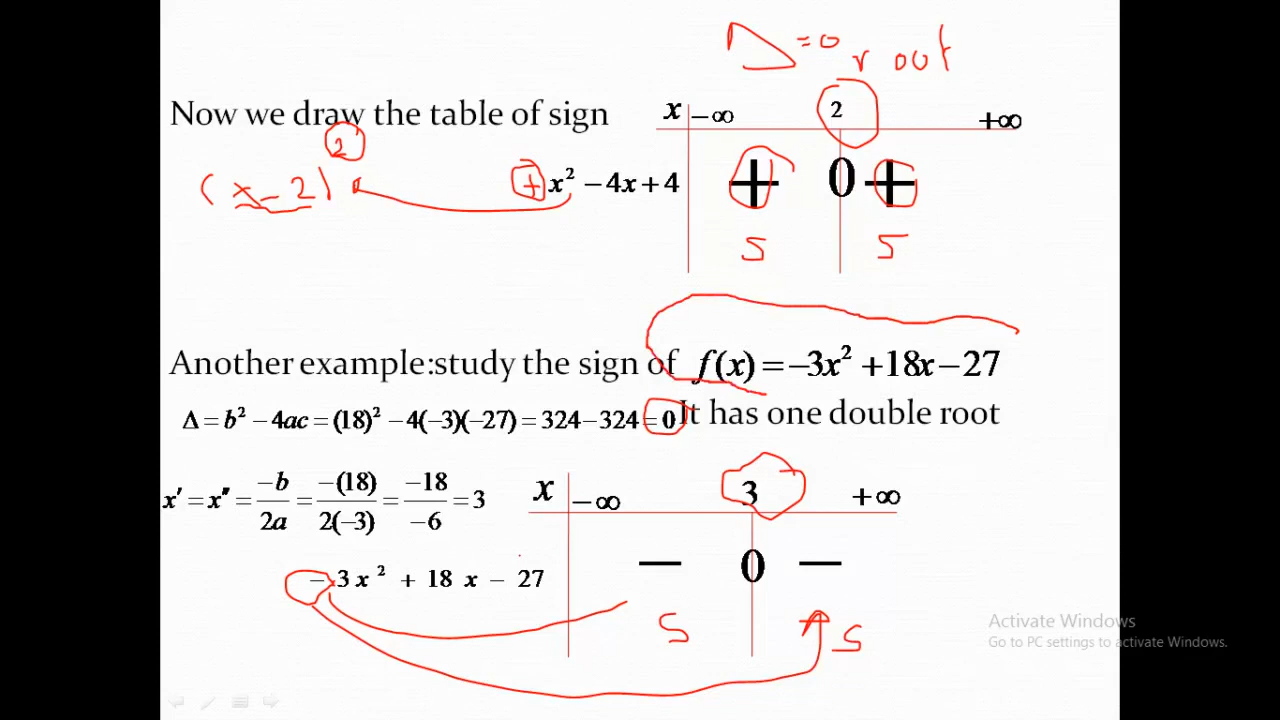 Δ=0 root
Now we draw the table of sign
x −∞ 2 +∞
(x−2)²
+x² −4x+4 + 0 +
S S
Another example:study the sign of f(x)=−3x²+18x−27
Δ=b²−4ac=(18)²−4(−3)(−27)=324−324=0 It has one double root
x'=x''=−b/2a=−(18)/2(−3)=−18/−6=3
x −∞ 3 +∞
−3x²+18x−27 − 0 −
S S
Activate Windows
Go to PC settings to activate Windows.